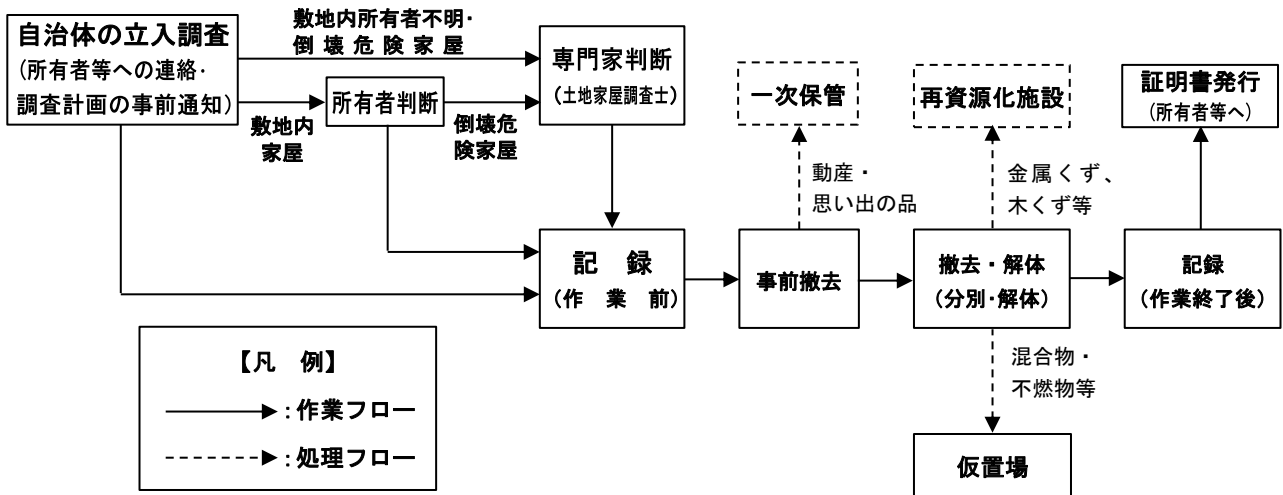 自治体の立入調査
(所有者等への連絡・
調査計画の事前通知)
敷地内所有者不明・
倒壊危険家屋
敷地内
家屋
所有者判断
倒壊危
険家屋
専門家判断
(土地家屋調査士)
一次保管
再資源化施設
証明書発行
(所有者等へ)
動産・
思い出の品
金属くず、
木くず等
記　録
(作　業　前)
事前撤去
撤去・解体
(分別・解体)
記録
(作業終了後)
混合物・
不燃物等
仮置場
【凡　例】
：作業フロー
：処理フロー